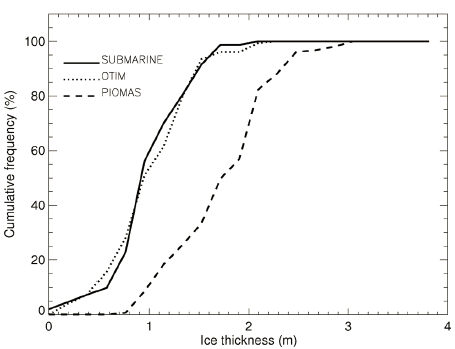 100
80
60
40
20
0
Cumulative frequency (%)
SUBMARINE
OTIM
PIOMAS
0 1 2 3 4
Ice thickness (m)